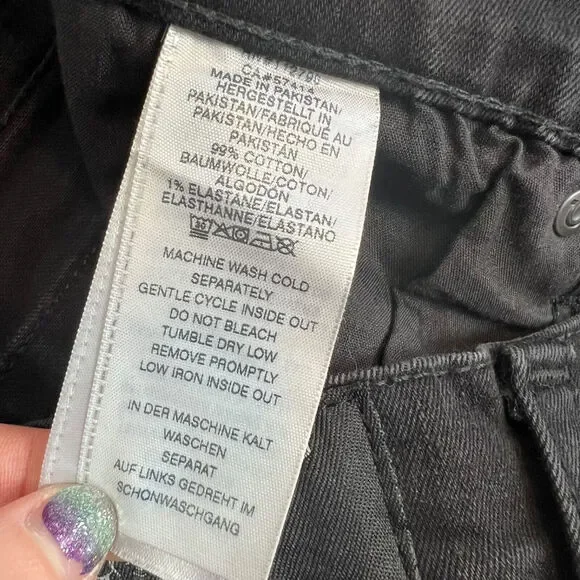 CA#57414
MADE IN PAKISTAN/
HERGESTELLT IN
PAKISTAN/FABRIQUÉ AU
PAKISTAN/HECHO EN
PAKISTAN
99% COTTON/
BAUMWOLLE/COTON/
ALGODÓN
1% ELASTANE/ELASTAN/
ELASTHANNE/ELASTANO
30
MACHINE WASH COLD
SEPARATELY
GENTLE CYCLE INSIDE OUT
DO NOT BLEACH
TUMBLE DRY LOW
REMOVE PROMPTLY
LOW IRON INSIDE OUT
IN DER MASCHINE KALT
WASCHEN
SEPARAT
AUF LINKS GEDREHT IM
SCHONWASCHGANG